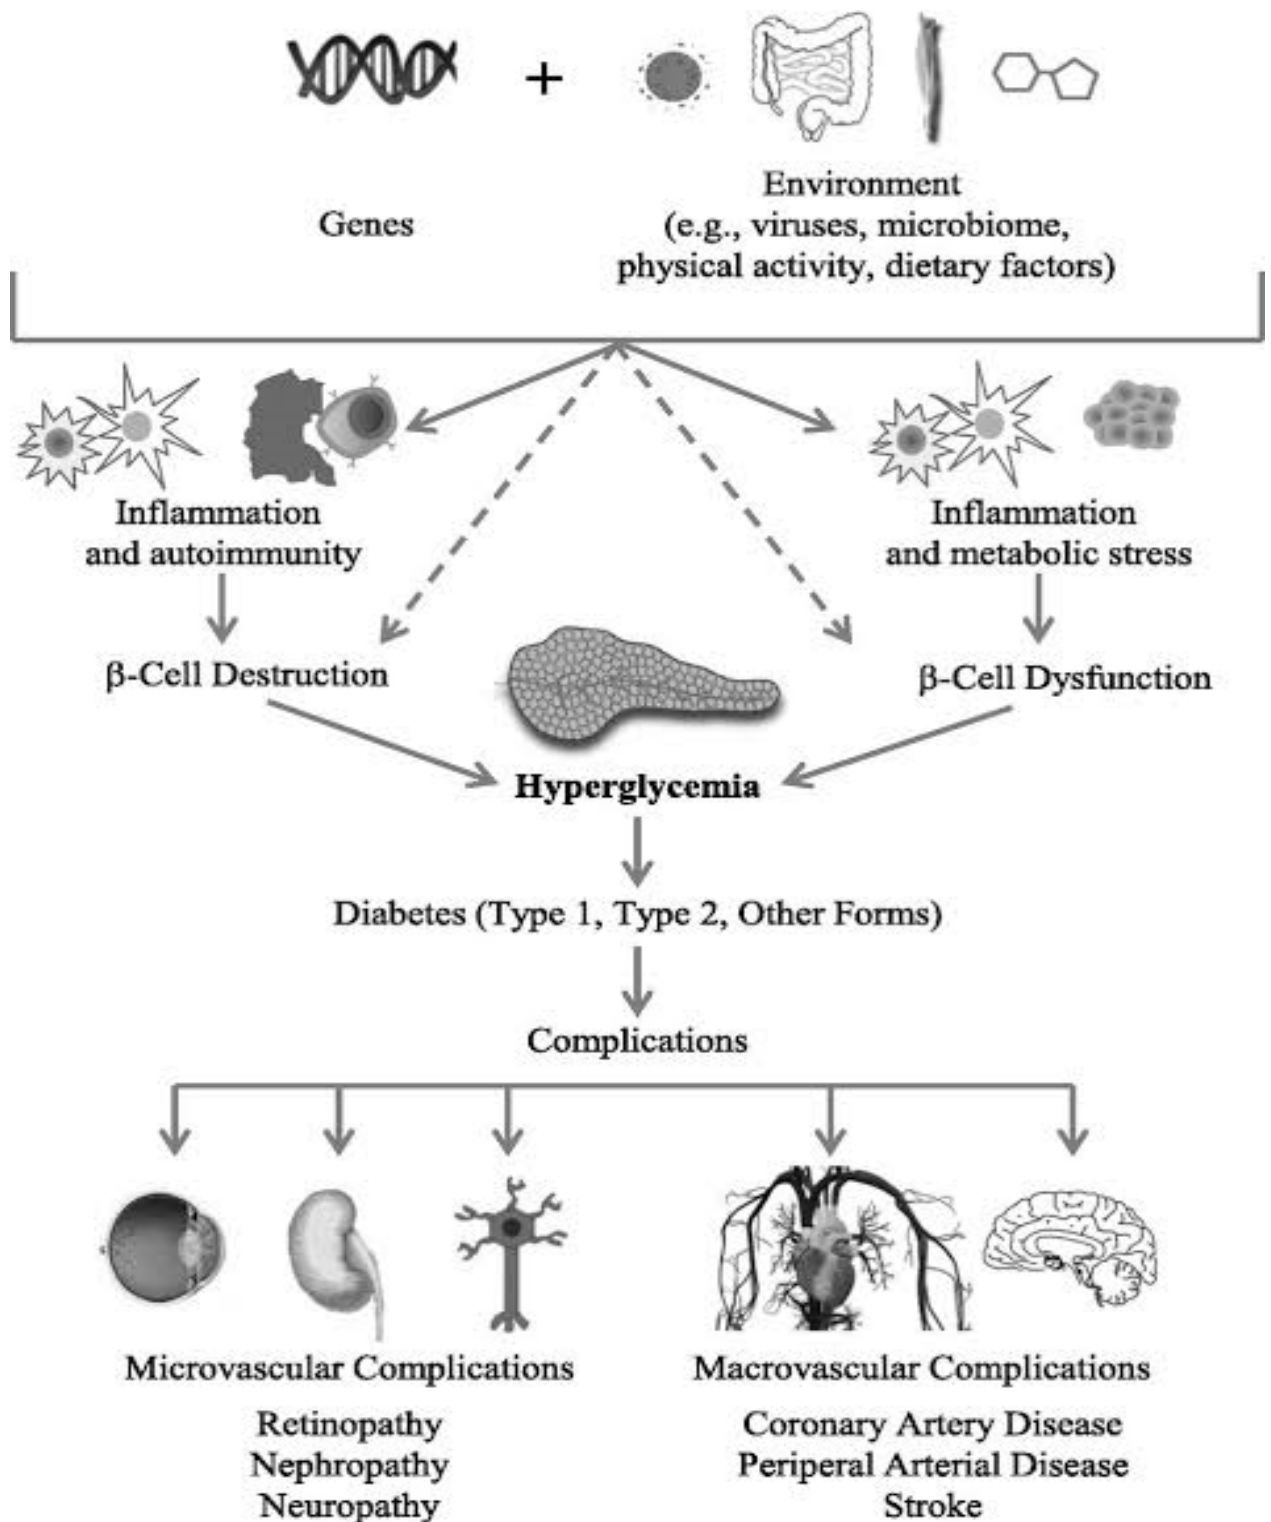 +
Genes
Environment
(e.g., viruses, microbiome,
physical activity, dietary factors)
Inflammation
and autoimmunity
Inflammation
and metabolic stress
β-Cell Destruction
β-Cell Dysfunction
Hyperglycemia
Diabetes (Type 1, Type 2, Other Forms)
Complications
Microvascular Complications
Retinopathy
Nephropathy
Neuropathy
Macrovascular Complications
Coronary Artery Disease
Periperal Arterial Disease
Stroke